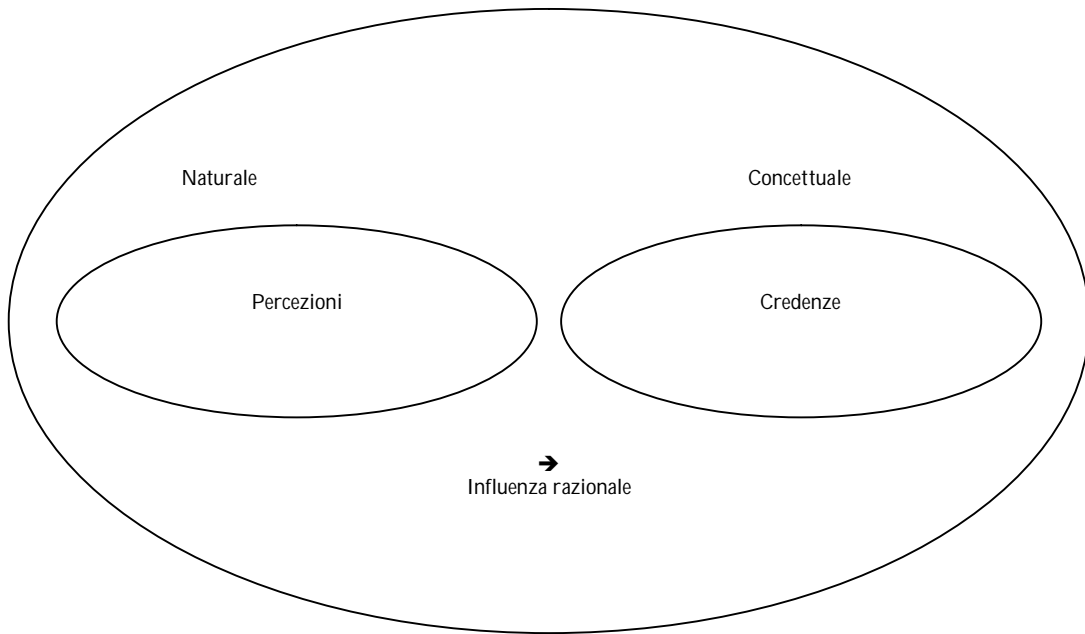 Naturale
Concettuale
Percezioni
Credenze
➔
Influenza razionale